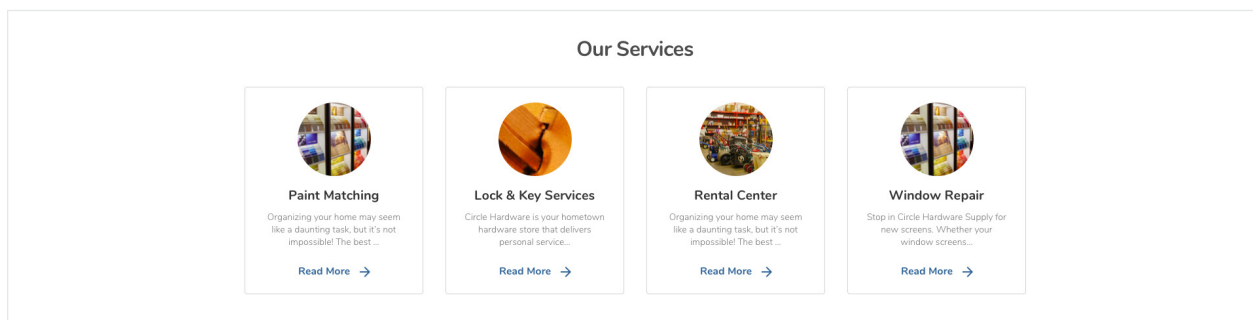 Our Services
Paint Matching
Organizing your home may seem
like a daunting task, but it's not
impossible! The best ...
Read More
Lock & Key Services
Circle Hardware is your hometown
hardware store that delivers
personal service...
Read More
Rental Center
Organizing your home may seem
like a daunting task, but it's not
impossible! The best ...
Read More
Window Repair
Stop in Circle Hardware Supply for
new screens. Whether your
window screens...
Read More